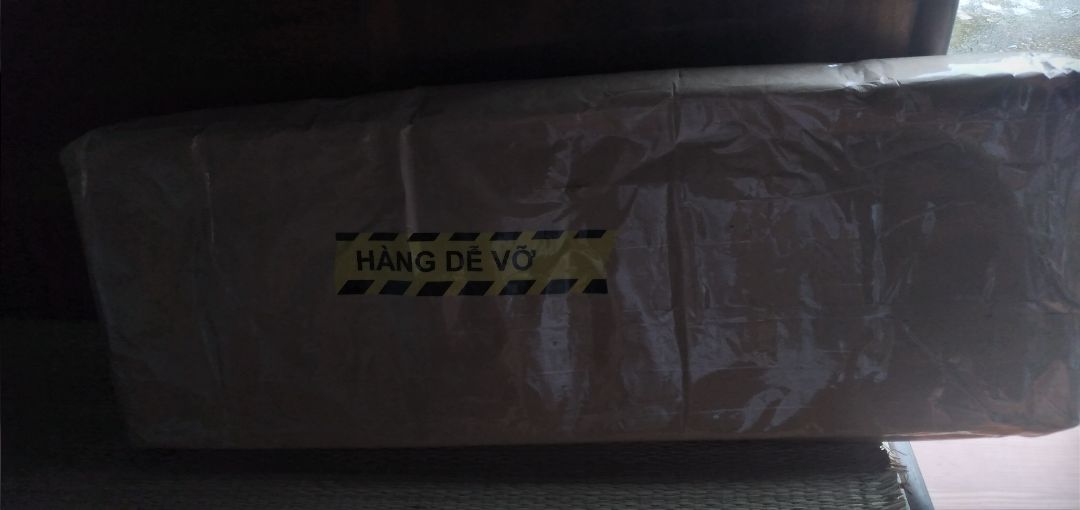 HÀNG DỄ VỠ